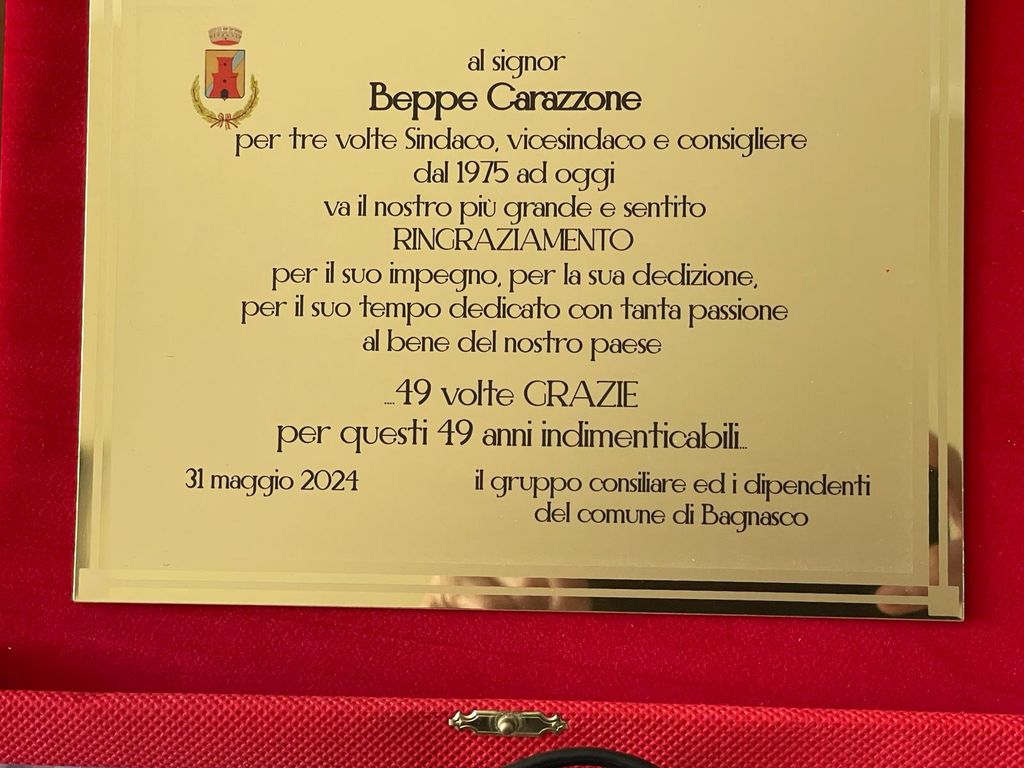 al signor
Beppe Carazzone
per tre volte Sindaco, vicesindaco e consigliere
dal 1975 ad oggi
va il nostro più grande e sentito
RINGRAZIAMENTO
per il suo impegno, per la sua dedizione,
per il suo tempo dedicato con tanta passione
al bene del nostro paese
....49 volte GRAZIE
per questi 49 anni indimenticabili...
31 maggio 2024
il gruppo consiliare ed i dipendenti
del comune di Bagnasco